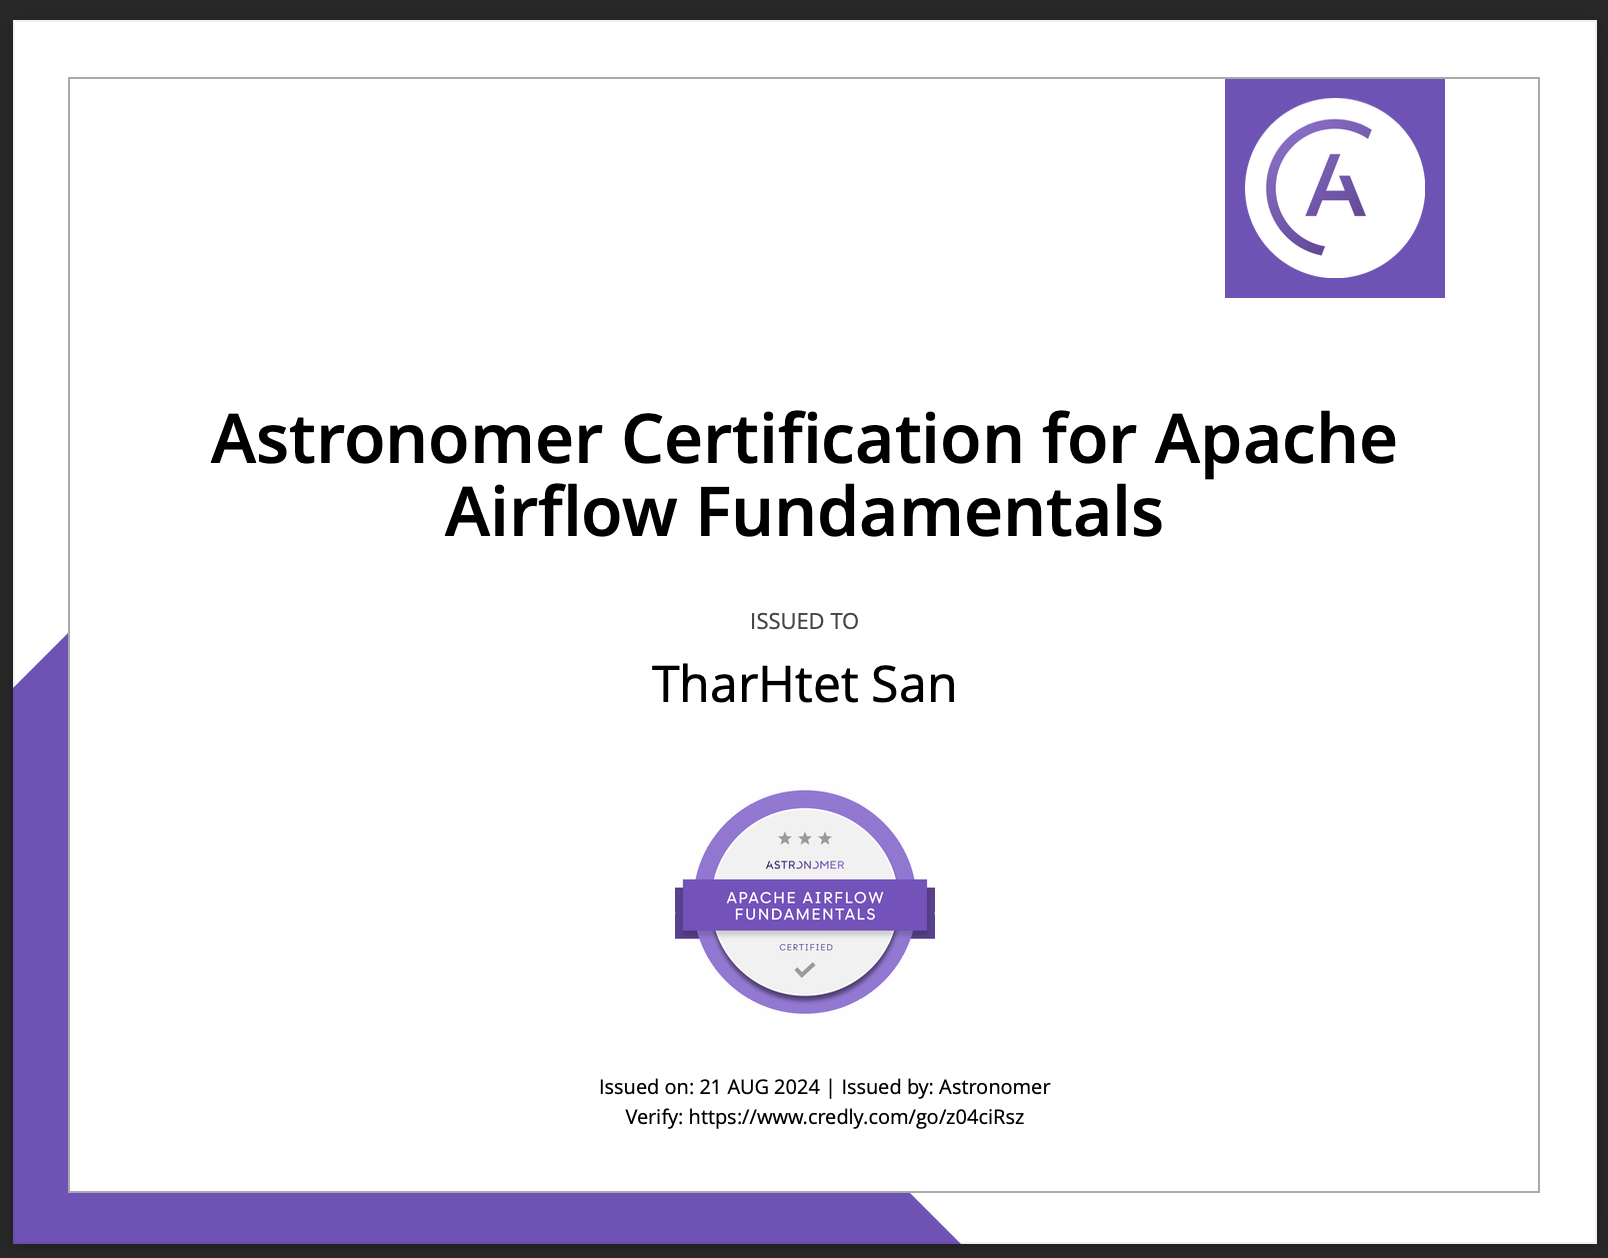 A
Astronomer Certification for Apache
Airflow Fundamentals
ISSUED TO
TharHtet San
ASTRONOMER
APACHE AIRFLOW
FUNDAMENTALS
CERTIFIED
Issued on: 21 AUG 2024 | Issued by: Astronomer
Verify: https://www.credly.com/go/z04ciRsz